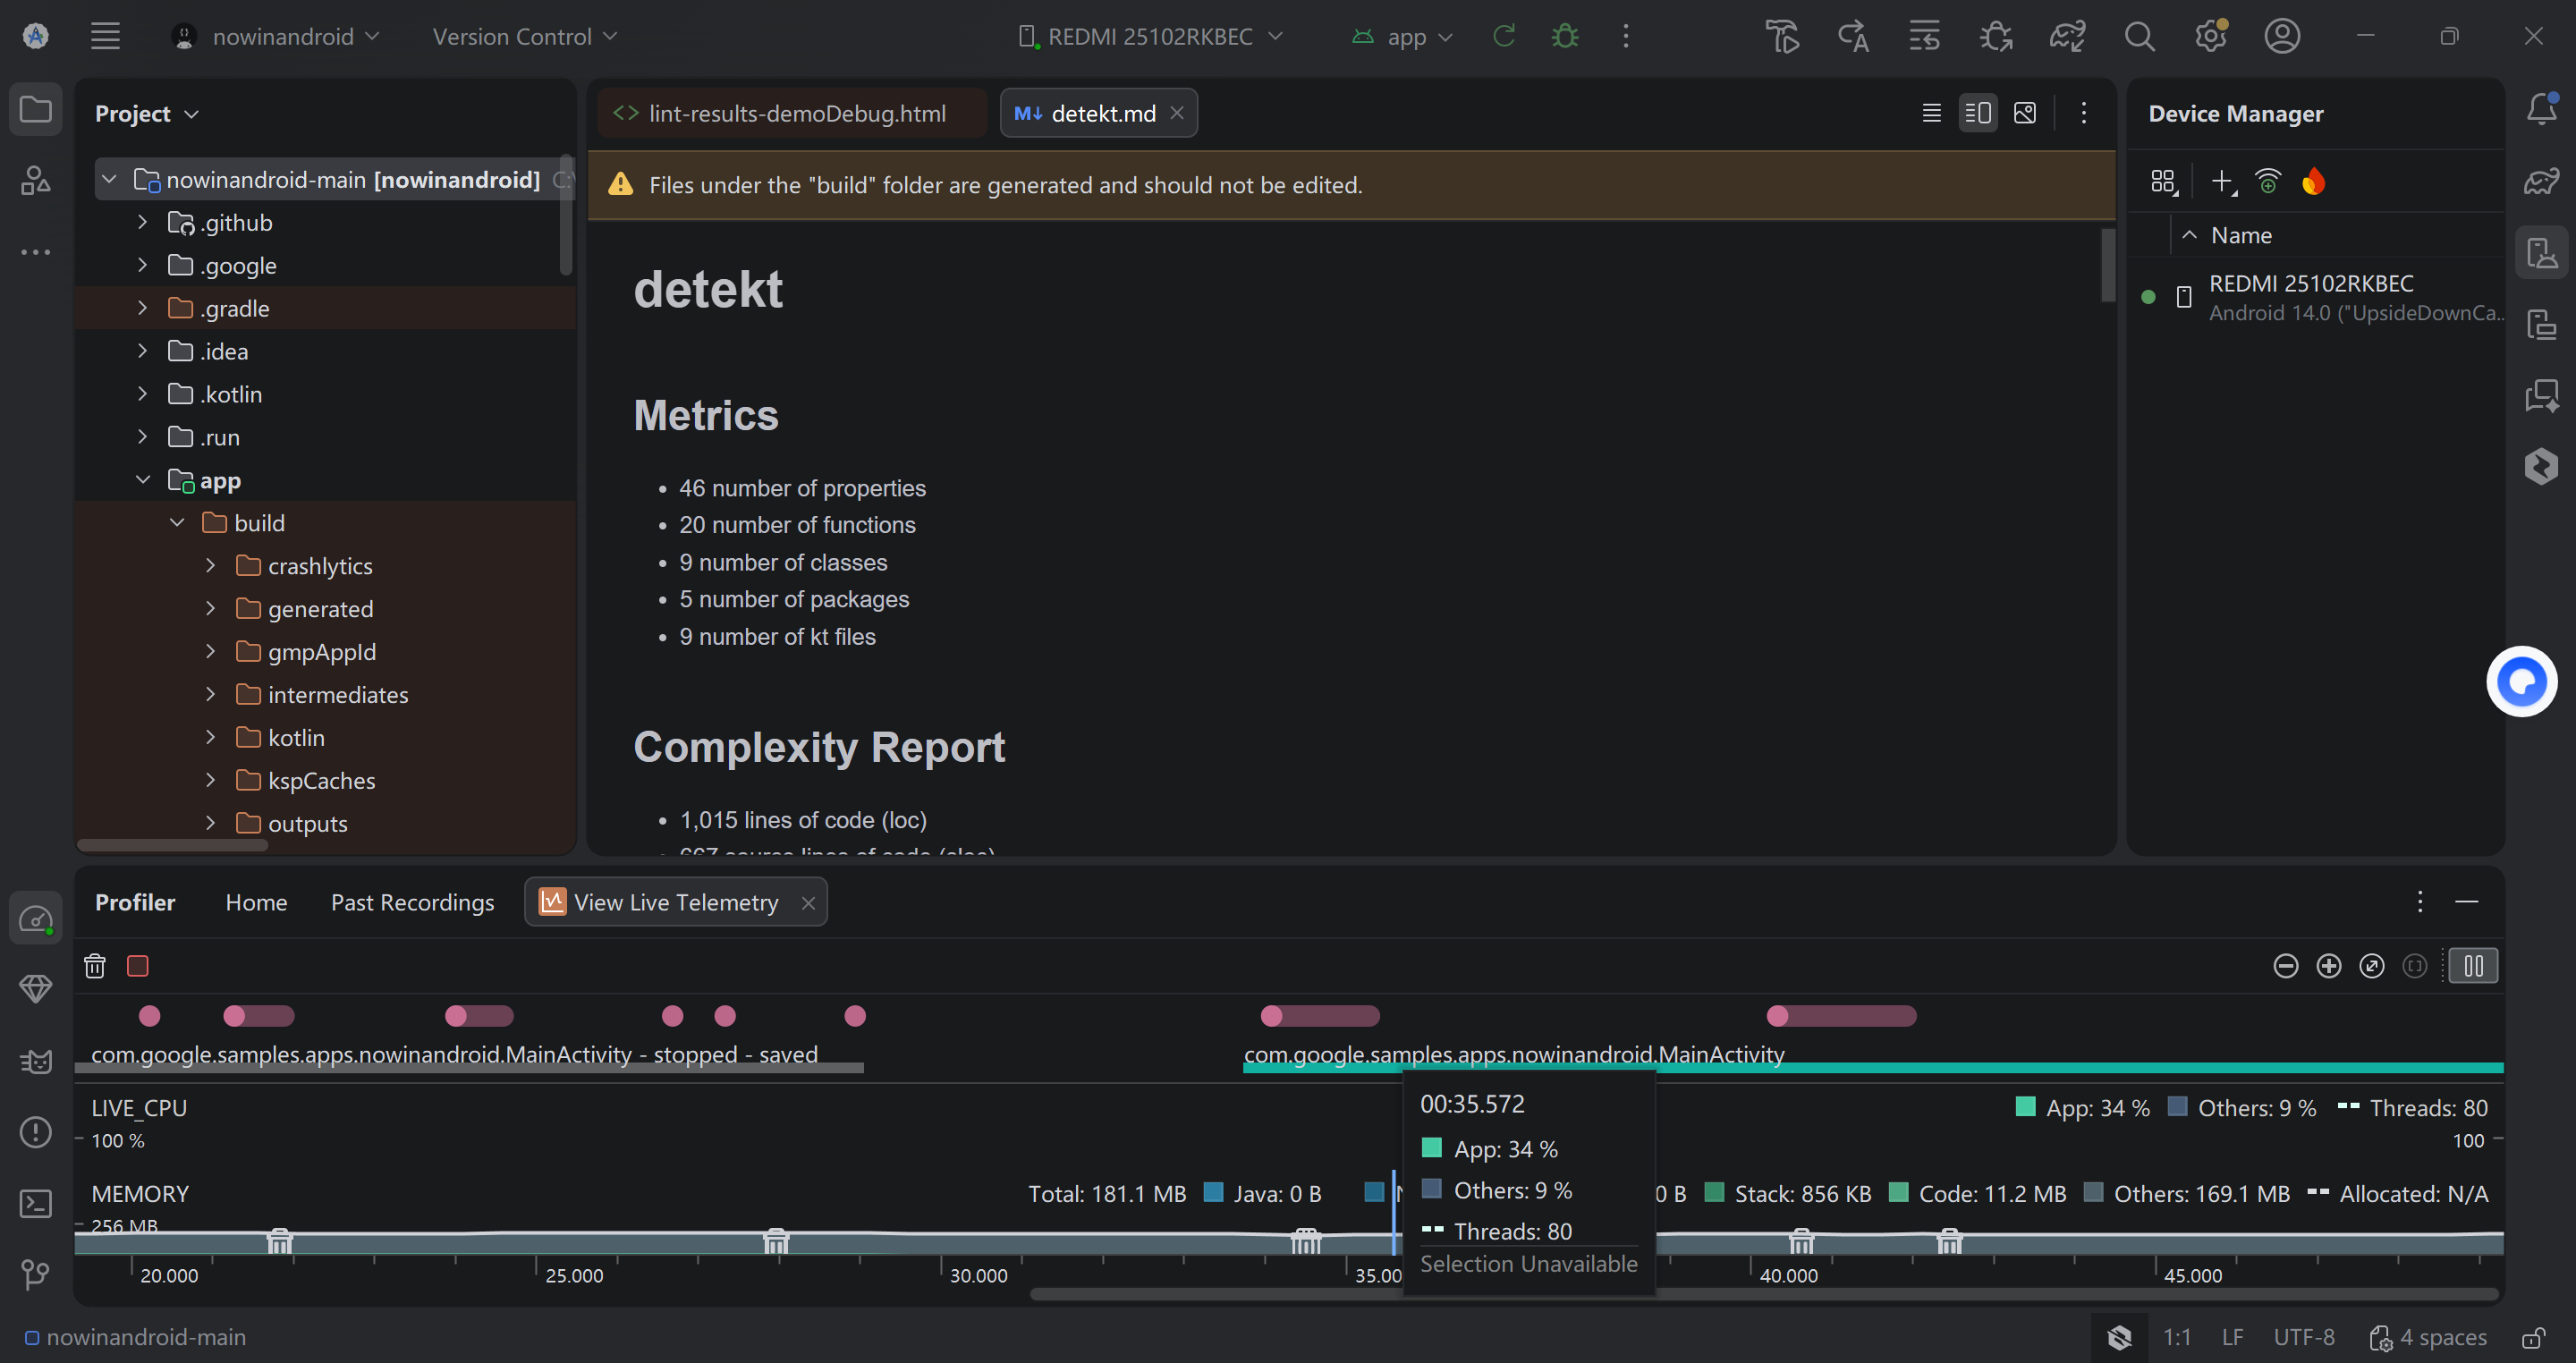 nowinandroid
Version Control
REDMI 25102RKBEC
app
Project
nowinandroid-main [nowinandroid] C:\
.github
.google
.gradle
.idea
.kotlin
.run
app
build
crashlytics
generated
gmpAppId
intermediates
kotlin
kspCaches
outputs
lint-results-demoDebug.html
detekt.md
Files under the "build" folder are generated and should not be edited.
detekt
Metrics
• 46 number of properties
• 20 number of functions
• 9 number of classes
• 5 number of packages
• 9 number of kt files
Complexity Report
• 1,015 lines of code (loc)
Device Manager
Name
REDMI 25102RKBEC
Android 14.0 ("UpsideDownCa...
Profiler
Home
Past Recordings
View Live Telemetry
com.google.samples.apps.nowinandroid.MainActivity - stopped - saved
com.google.samples.apps.nowinandroid.MainActivity
LIVE_CPU
App: 34 % Others: 9 % Threads: 80
100 %
100
MEMORY
Total: 181.1 MB Java: 0 B
0 B Stack: 856 KB Code: 11.2 MB Others: 169.1 MB Allocated: N/A
256 MB
00:35.572
App: 34 %
Others: 9 %
Threads: 80
Selection Unavailable
20.000 25.000 30.000 35.00 40.000 45.000
nowinandroid-main
1:1 LF UTF-8 4 spaces